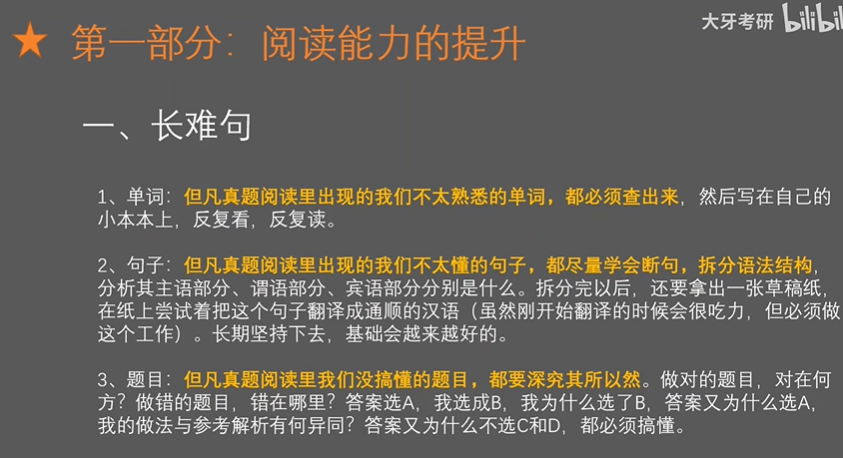 大牙考研 bilibil
★ 第一部分：阅读能力的提升
一、长难句
1、单词：但凡真题阅读里出现的我们不太熟悉的单词，都必须查出来，然后写在自己的
小本本上，反复看，反复读。
2、句子：但凡真题阅读里出现的我们不太懂的句子，都尽量学会断句，拆分语法结构，
分析其主语部分、谓语部分、宾语部分分别是什么。拆分完以后，还要拿出一张草稿纸，
在纸上尝试着把这个句子翻译成通顺的汉语（虽然刚开始翻译的时候会很吃力，但必须做
这个工作）。长期坚持下去，基础会越来越好的。
3、题目：但凡真题阅读里我们没搞懂的题目，都要深究其所以然。做对的题目，对在何
方？做错的题目，错在哪里？答案选A，我选成B，我为什么选了B，答案又为什么选A，
我的做法与参考解析有何异同？答案又为什么不选C和D，都必须搞懂。